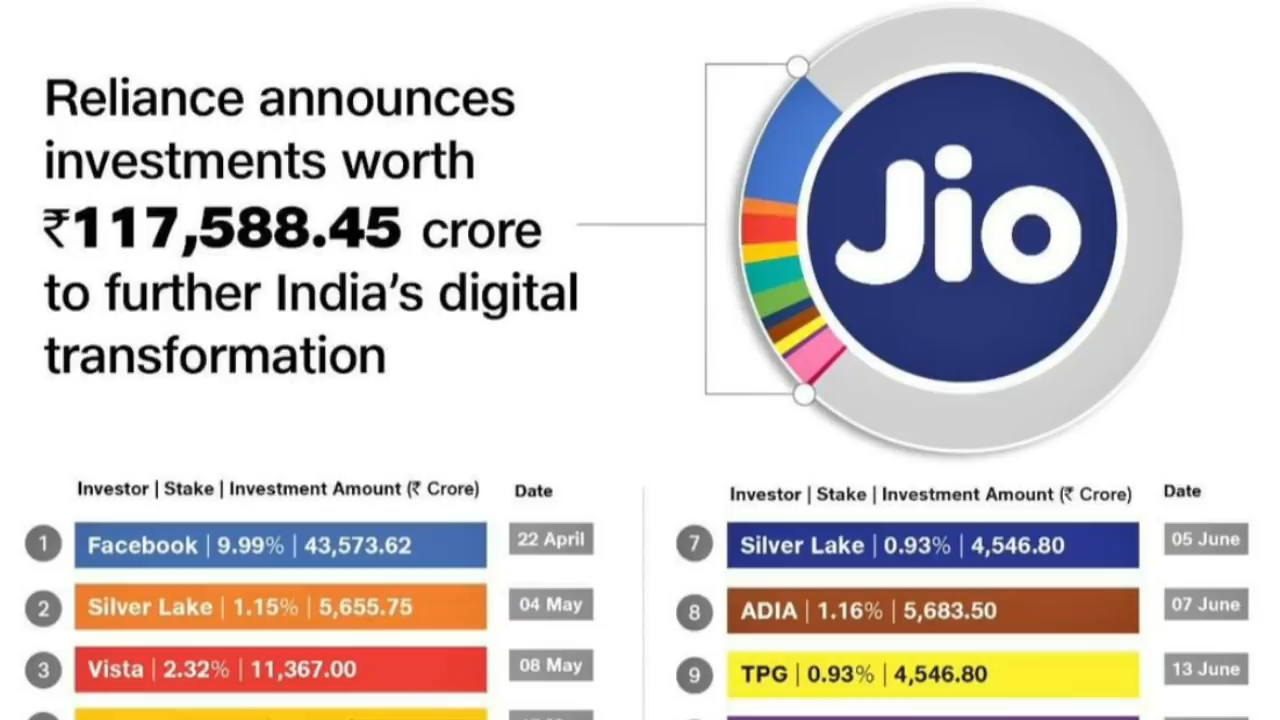 Reliance announces
investments worth
₹117,588.45 crore
to further India's digital
transformation
Jio
Investor | Stake | Investment Amount (₹ Crore) Date
1 Facebook | 9.99% | 43,573.62 22 April
2 Silver Lake | 1.15% | 5,655.75 04 May
3 Vista | 2.32% | 11,367.00 08 May
Investor | Stake | Investment Amount (₹ Crore) Date
7 Silver Lake | 0.93% | 4,546.80 05 June
8 ADIA | 1.16% | 5,683.50 07 June
9 TPG | 0.93% | 4,546.80 13 June